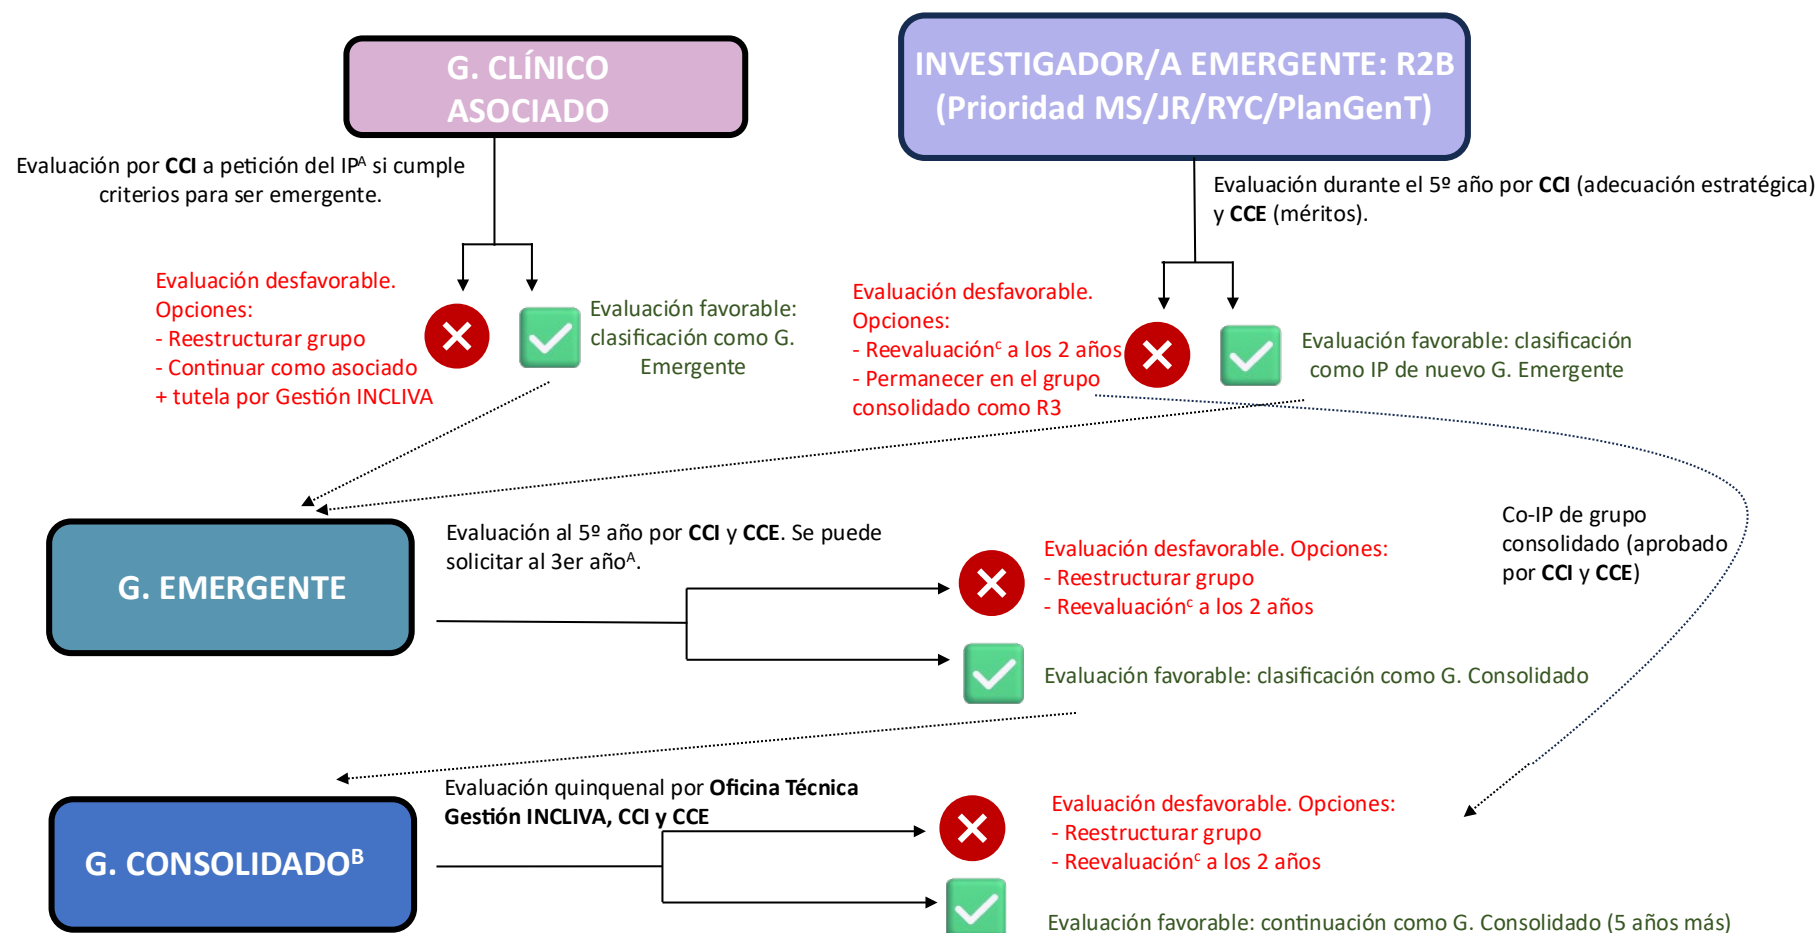 G. CLÍNICO
ASOCIADO
INVESTIGADOR/A EMERGENTE: R2B
(Prioridad MS/JR/RYC/PlanGenT)
Evaluación por CCI a petición del IPᴬ si cumple
criterios para ser emergente.
Evaluación durante el 5º año por CCI (adecuación estratégica)
y CCE (méritos).
Evaluación desfavorable.
Opciones:
- Reestructurar grupo
- Continuar como asociado
+ tutela por Gestión INCLIVA
Evaluación favorable:
clasificación como G.
Emergente
Evaluación desfavorable.
Opciones:
- Reevaluaciónᶜ a los 2 años
- Permanecer en el grupo
consolidado como R3
Evaluación favorable: clasificación
como IP de nuevo G. Emergente
G. EMERGENTE
Evaluación al 5º año por CCI y CCE. Se puede
solicitar al 3er añoᴬ.
Evaluación desfavorable. Opciones:
- Reestructurar grupo
- Reevaluaciónᶜ a los 2 años
Evaluación favorable: clasificación como G. Consolidado
Co-IP de grupo
consolidado (aprobado
por CCI y CCE)
G. CONSOLIDADOᴮ
Evaluación quinquenal por Oficina Técnica
Gestión INCLIVA, CCI y CCE
Evaluación desfavorable. Opciones:
- Reestructurar grupo
- Reevaluaciónᶜ a los 2 años
Evaluación favorable: continuación como G. Consolidado (5 años más)